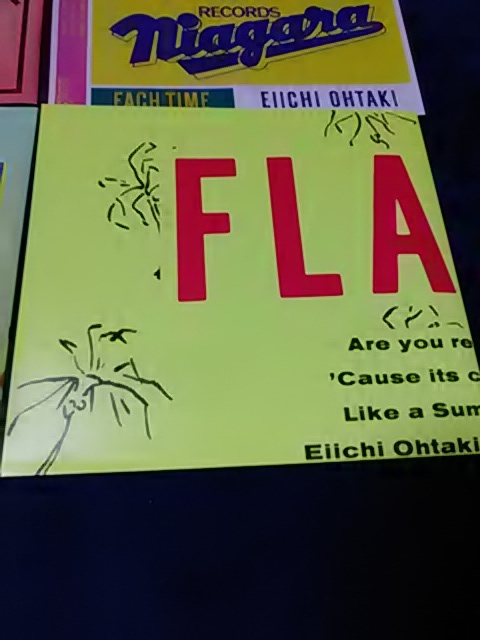 RECORDS
Niagara
EACH TIME EIICHI OHTAKI
FLA
Are you re
'Cause its c
Like a Sum
Eiichi Ohtaki